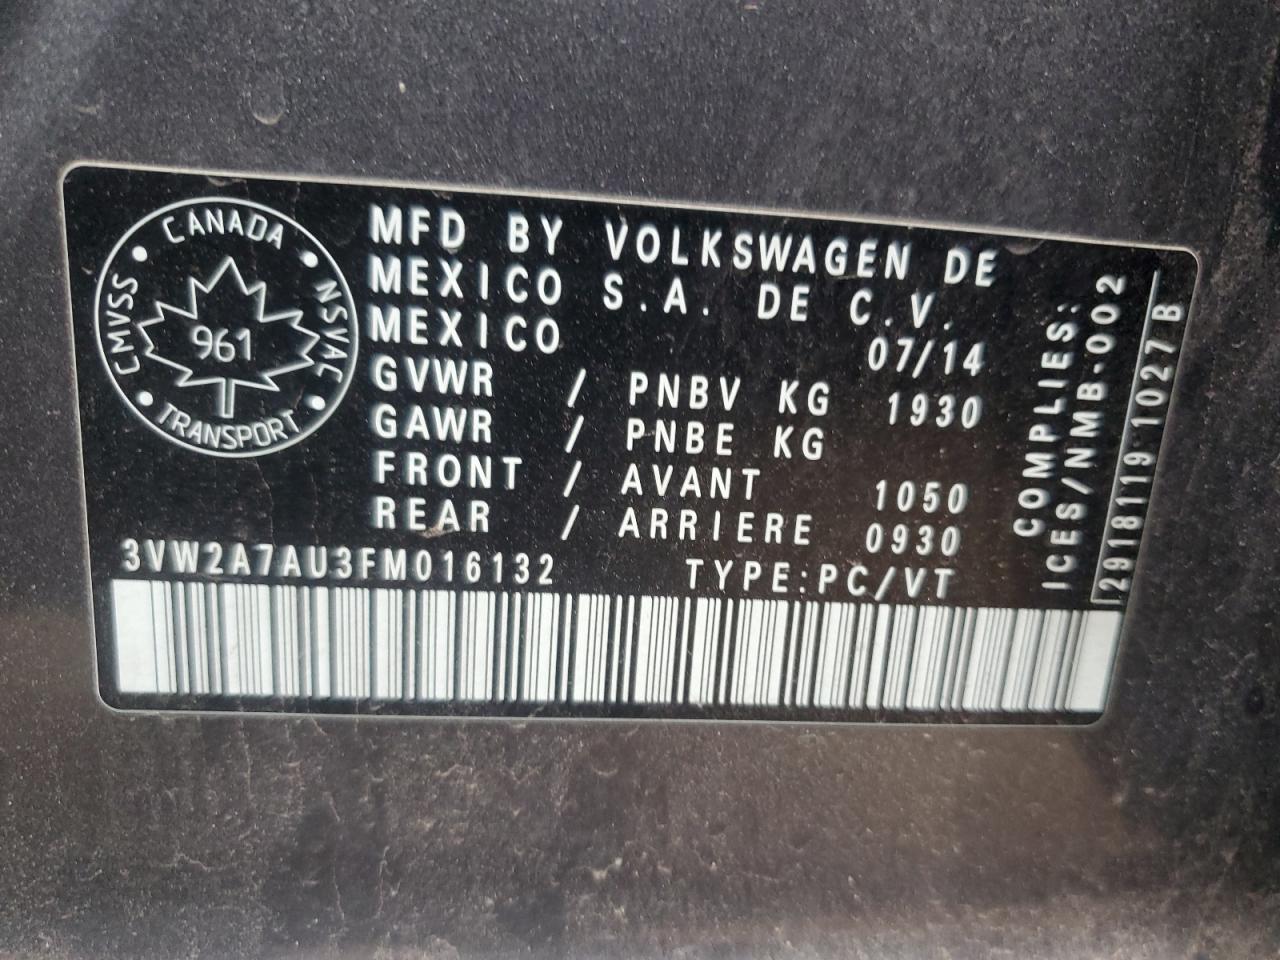 CANADA
CMVSS
NSVAC
961
TRANSPORT
MFD BY VOLKSWAGEN DE
MEXICO S.A. DE C.V.
MEXICO 07/14
GVWR / PNBV KG 1930
GAWR / PNBE KG
FRONT / AVANT 1050
REAR / ARRIERE 0930
3VW2A7AU3FM016132 TYPE:PC/VT
COMPLIES:
ICES/NMB-002
29181119 1027 B